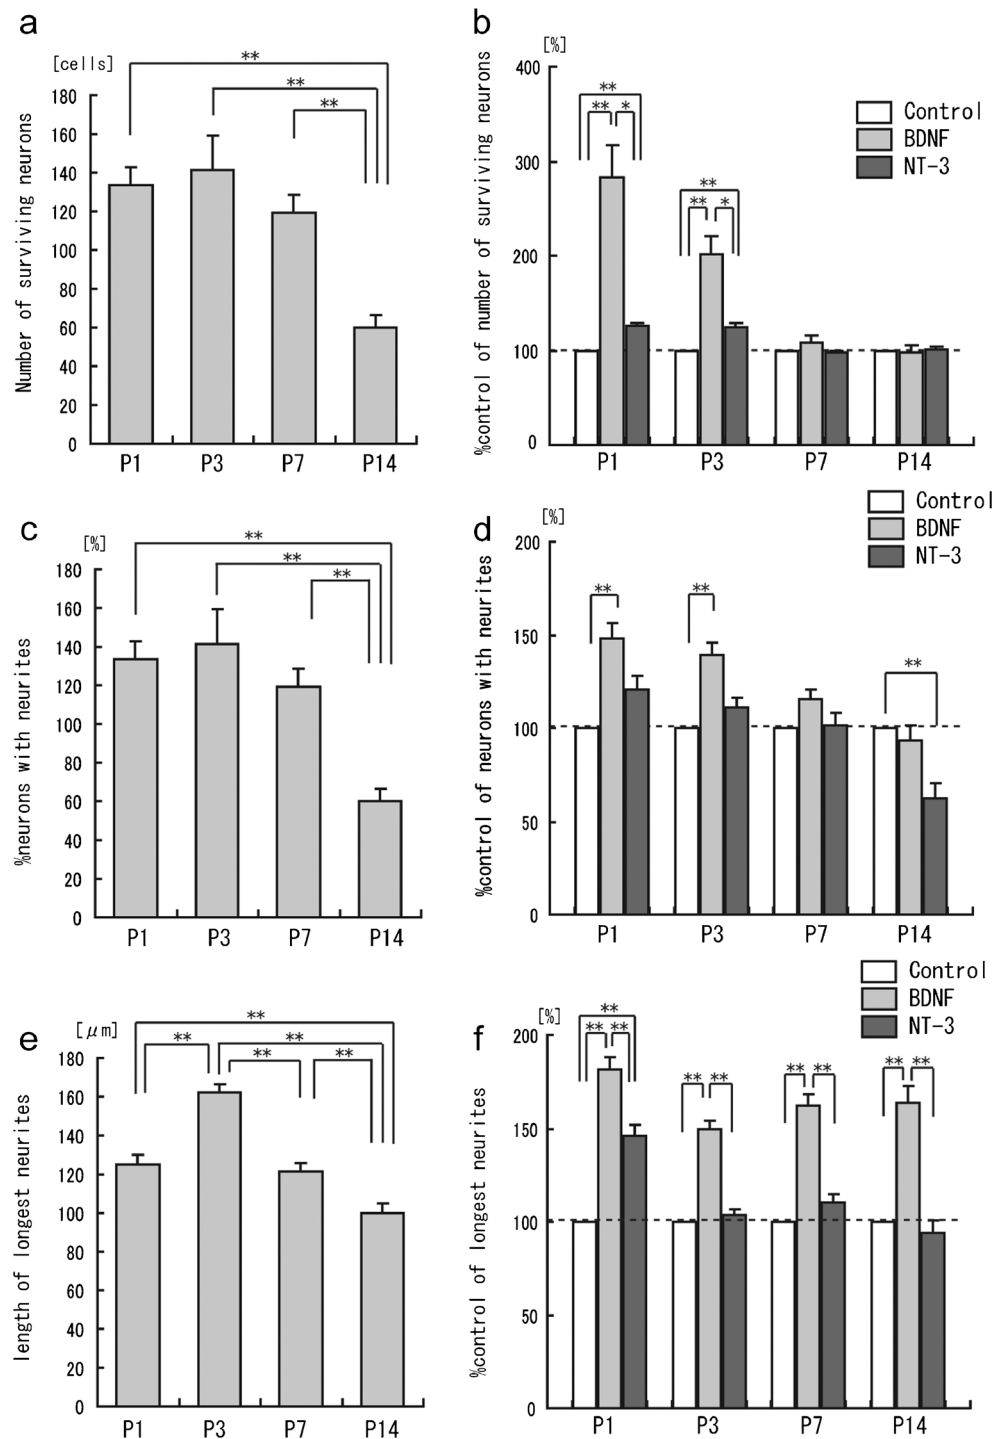 a
[cells]
Number of surviving neurons
180
160
140
120
100
80
60
40
20
0
** 
**
**
P1 P3 P7 P14
b
[%]
%control of number of surviving neurons
400
300
200
100
0
**
** *
**
** *
Control
BDNF
NT-3
P1 P3 P7 P14
c
[%]
%neurons with neurites
180
160
140
120
100
80
60
40
20
0
**
**
**
P1 P3 P7 P14
d
[%]
%control of neurons with neurites
200
150
100
50
0
** ** **
Control
BDNF
NT-3
P1 P3 P7 P14
e
[μm]
length of longest neurites
180
160
140
120
100
80
60
40
20
0
**
** **
** **
P1 P3 P7 P14
f
[%]
%control of longest neurites
200
150
100
50
0
**
** **
** **
** **
** **
Control
BDNF
NT-3
P1 P3 P7 P14